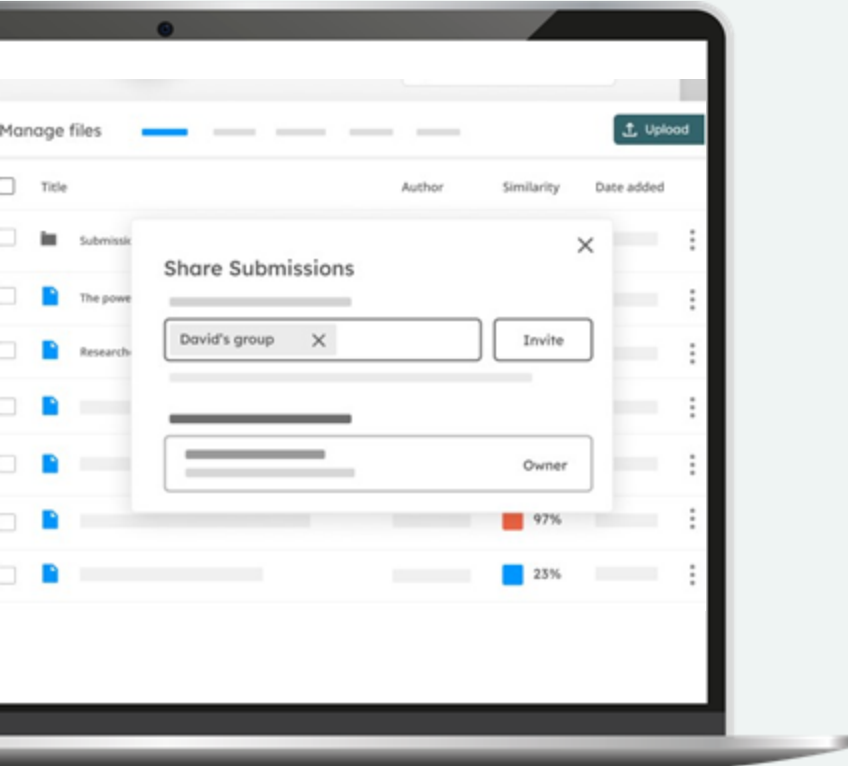 Manage files
Upload
Title Author Similarity Date added
Share Submissions
The powe
Research
David's group
Invite
Owner
97%
23%